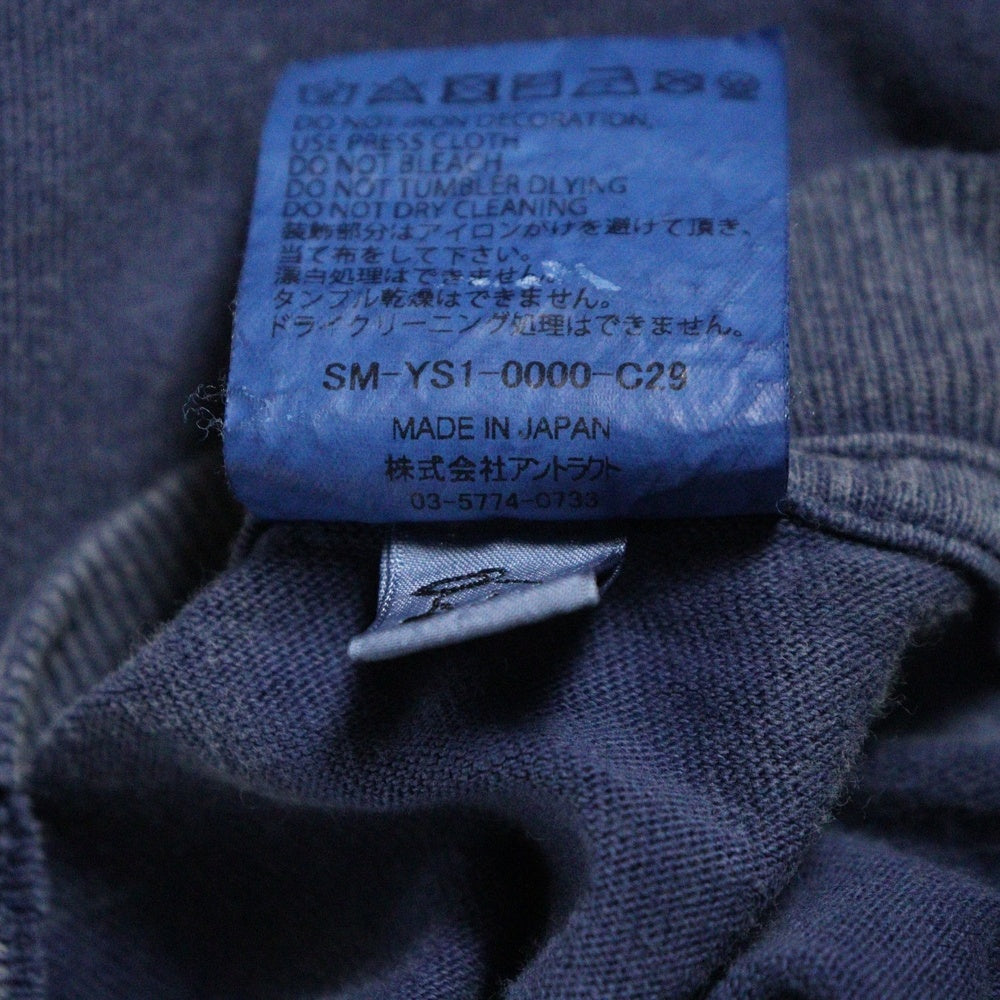 DO NOT IRON DECORATION,
USE PRESS CLOTH
DO NOT BLEACH
DO NOT TUMBLER DLYING
DO NOT DRY CLEANING
装飾部分はアイロンがけを避けて頂き、
当て布をして下さい。
漂白処理はできません。
タンブル乾燥はできません。
ドライクリーニング処理はできません。
SM-YS1-0000-C29
MADE IN JAPAN
株式会社アントラクト
03-5774-0733